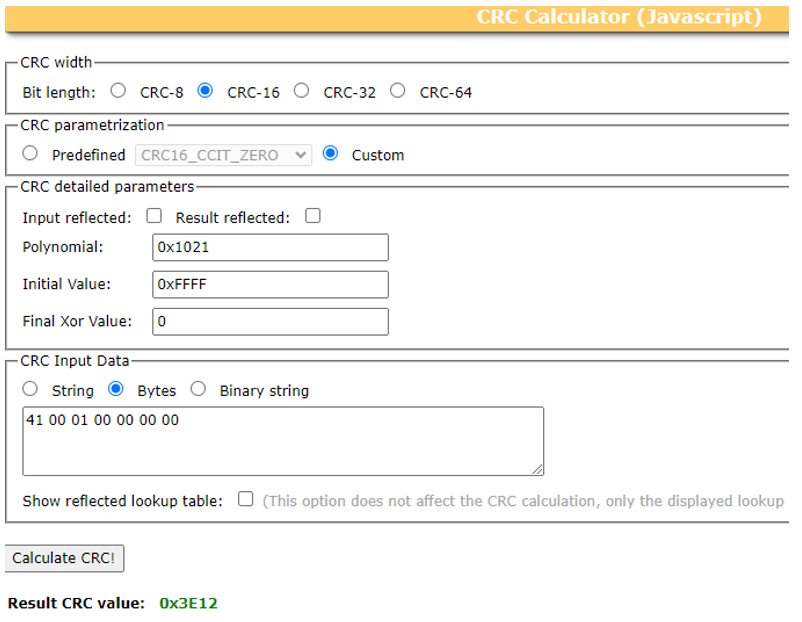 CRC Calculator (Javascript)
CRC width
Bit length: CRC-8 CRC-16 CRC-32 CRC-64
CRC parametrization
Predefined CRC16_CCIT_ZERO Custom
CRC detailed parameters
Input reflected: Result reflected:
Polynomial: 0x1021
Initial Value: 0xFFFF
Final Xor Value: 0
CRC Input Data
String Bytes Binary string
41 00 01 00 00 00 00
Show reflected lookup table: (This option does not affect the CRC calculation, only the displayed lookup
Calculate CRC!
Result CRC value: 0x3E12